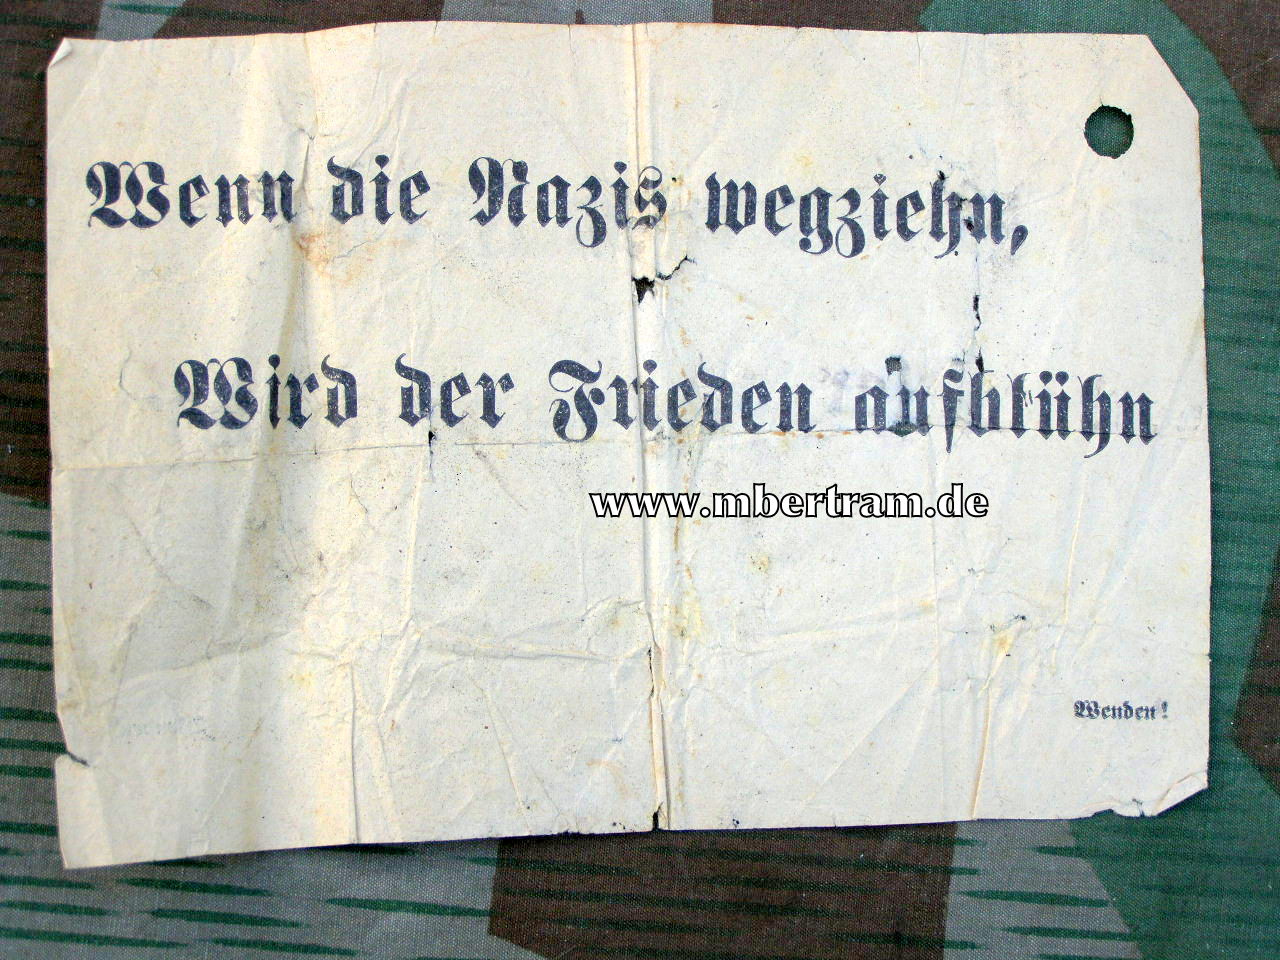 Wenn die Nazis wegziehn,
Wird der Frieden aufblühn
www.mbertram.de
Wenden!